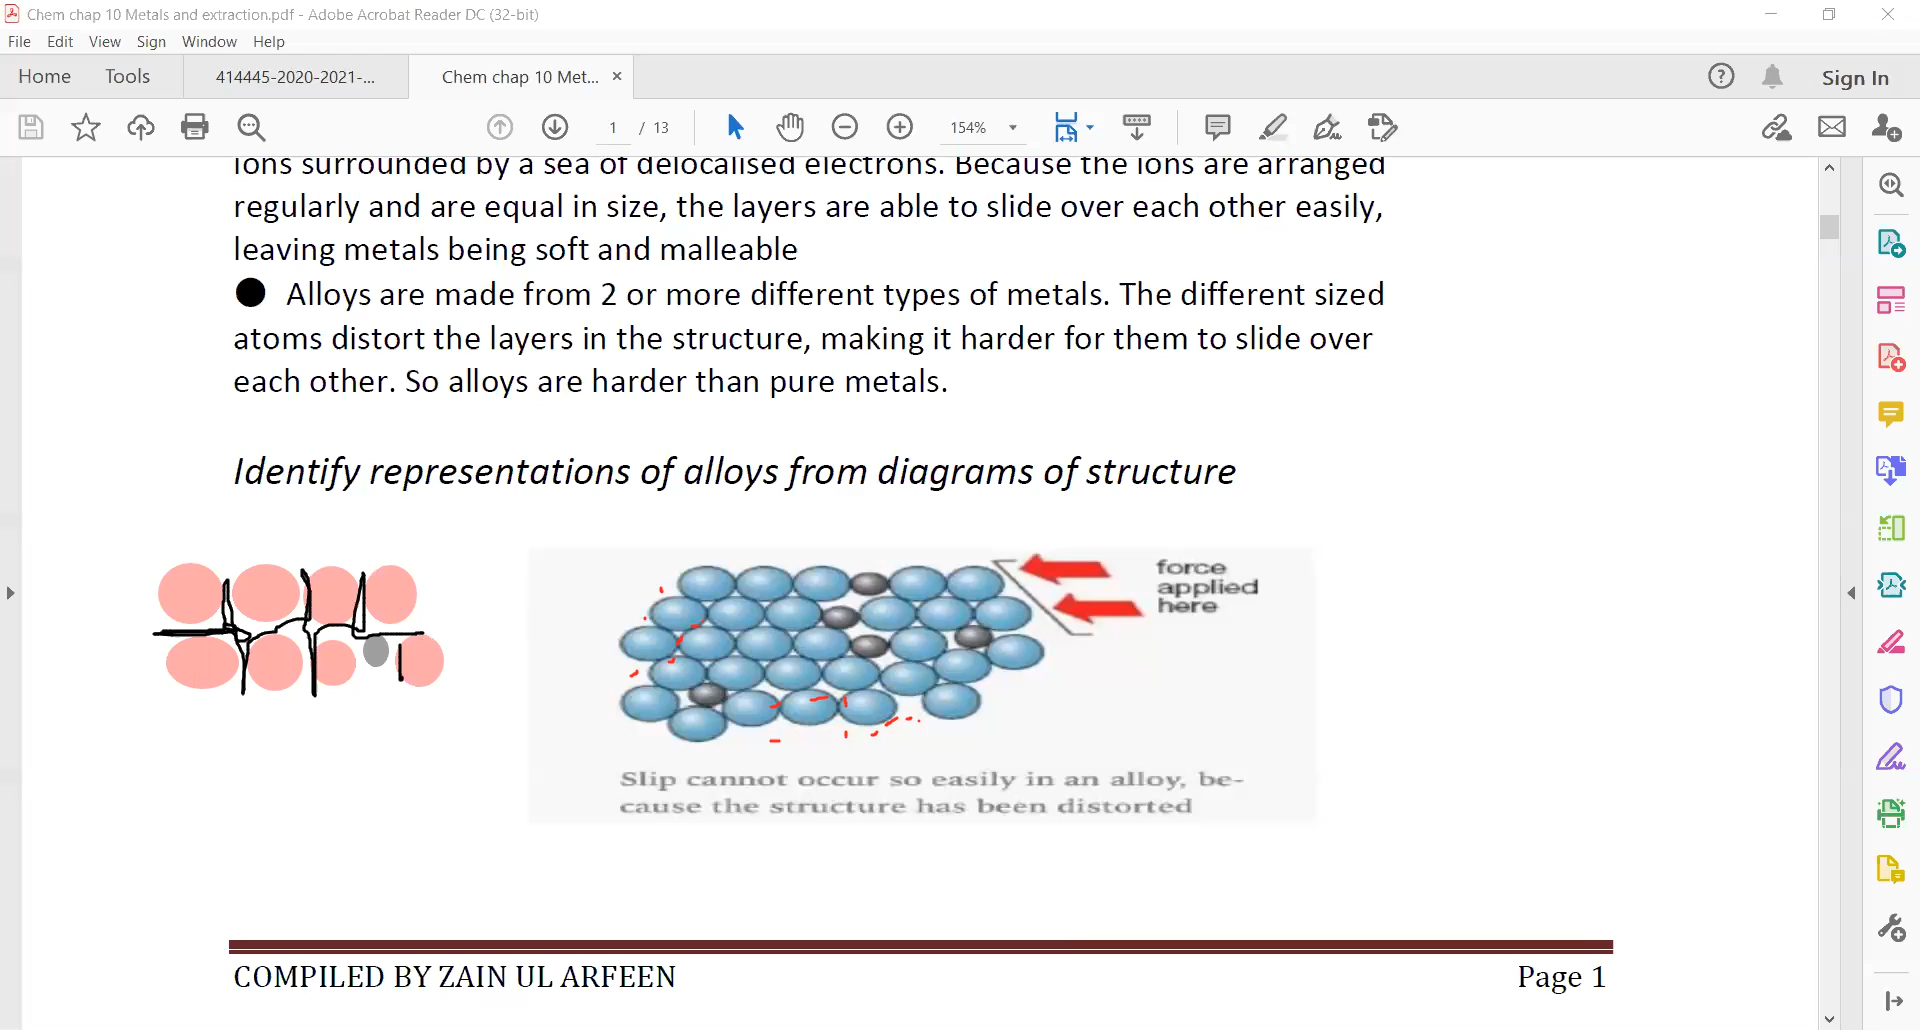 Chem chap 10 Metals and extraction.pdf - Adobe Acrobat Reader DC (32-bit)
File Edit View Sign Window Help
Home Tools 414445-2020-2021-... Chem chap 10 Met... × ? Sign In
1 / 13 154%
ions surrounded by a sea of delocalised electrons. Because the ions are arranged
regularly and are equal in size, the layers are able to slide over each other easily,
leaving metals being soft and malleable
● Alloys are made from 2 or more different types of metals. The different sized
atoms distort the layers in the structure, making it harder for them to slide over
each other. So alloys are harder than pure metals.
Identify representations of alloys from diagrams of structure
force
applied
here
Slip cannot occur so easily in an alloy, be-
cause the structure has been distorted
COMPILED BY ZAIN UL ARFEEN Page 1